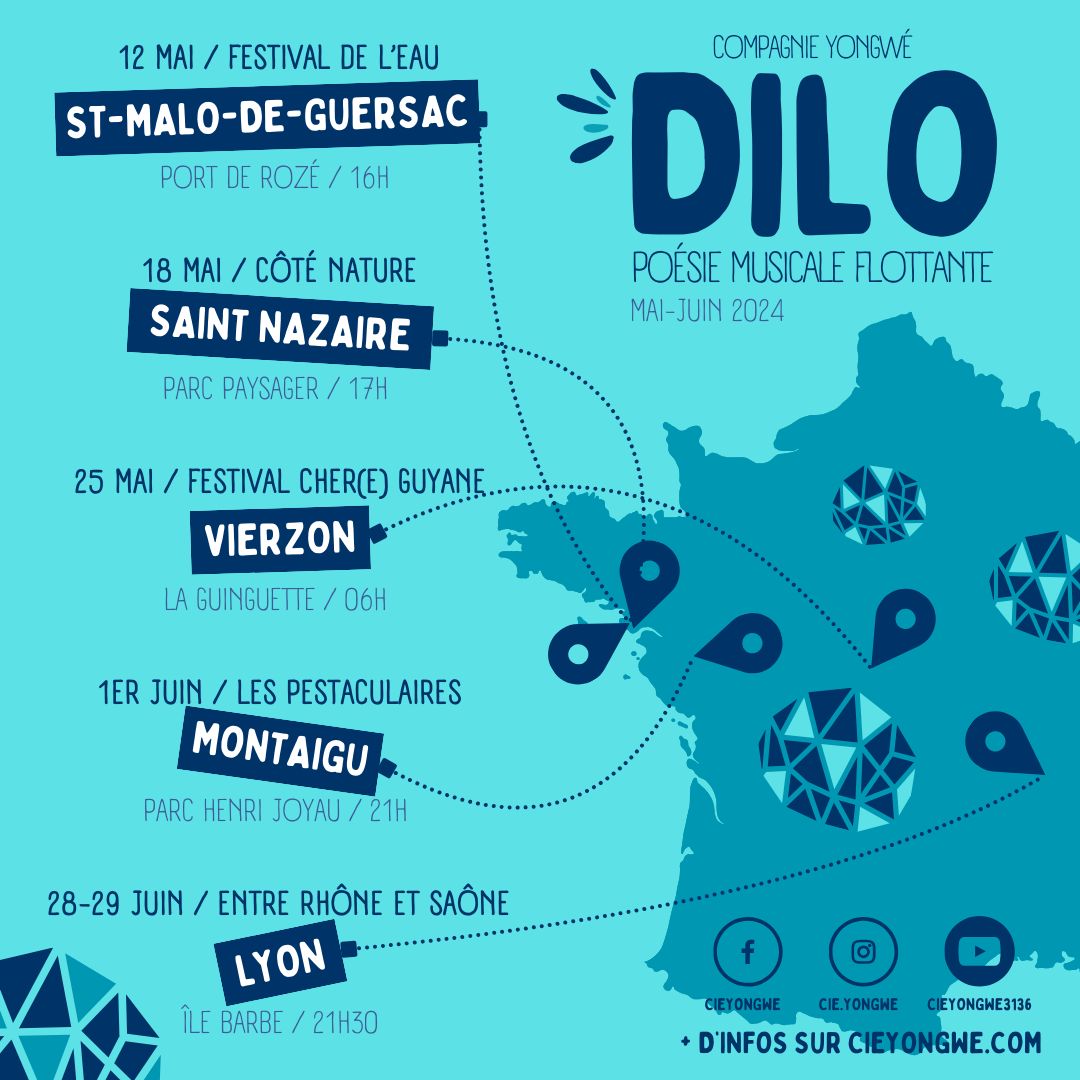 12 MAI / FESTIVAL DE L'EAU
ST-MALO-DE-GUERSAC
PORT DE ROZÉ / 16H
18 MAI / CÔTÉ NATURE
SAINT NAZAIRE
PARC PAYSAGER / 17H
25 MAI / FESTIVAL CHER(E) GUYANE
VIERZON
LA GUINGUETTE / 06H
1ER JUIN / LES PESTACULAIRES
MONTAIGU
PARC HENRI JOYAU / 21H
28-29 JUIN / ENTRE RHÔNE ET SAÔNE
LYON
ÎLE BARBE / 21H30
COMPAGNIE YONGWÉ
DILO
POÉSIE MUSICALE FLOTTANTE
MAI-JUIN 2024
CIEYONGWE
CIE.YONGWE
CIEYONGWE3136
+ D'INFOS SUR CIEYONGWE.COM